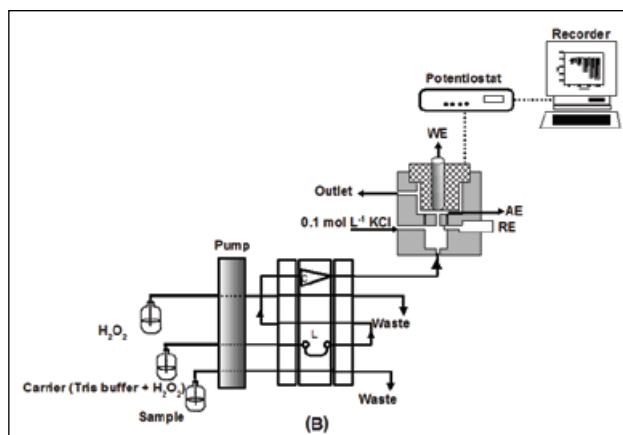 Recorder
Potentiostat
WE
Outlet
AE
0.1 mol L⁻¹ KCl
RE
Pump
H₂O₂
Waste
L
Carrier (Tris buffer + H₂O₂)
Sample
Waste
(B)